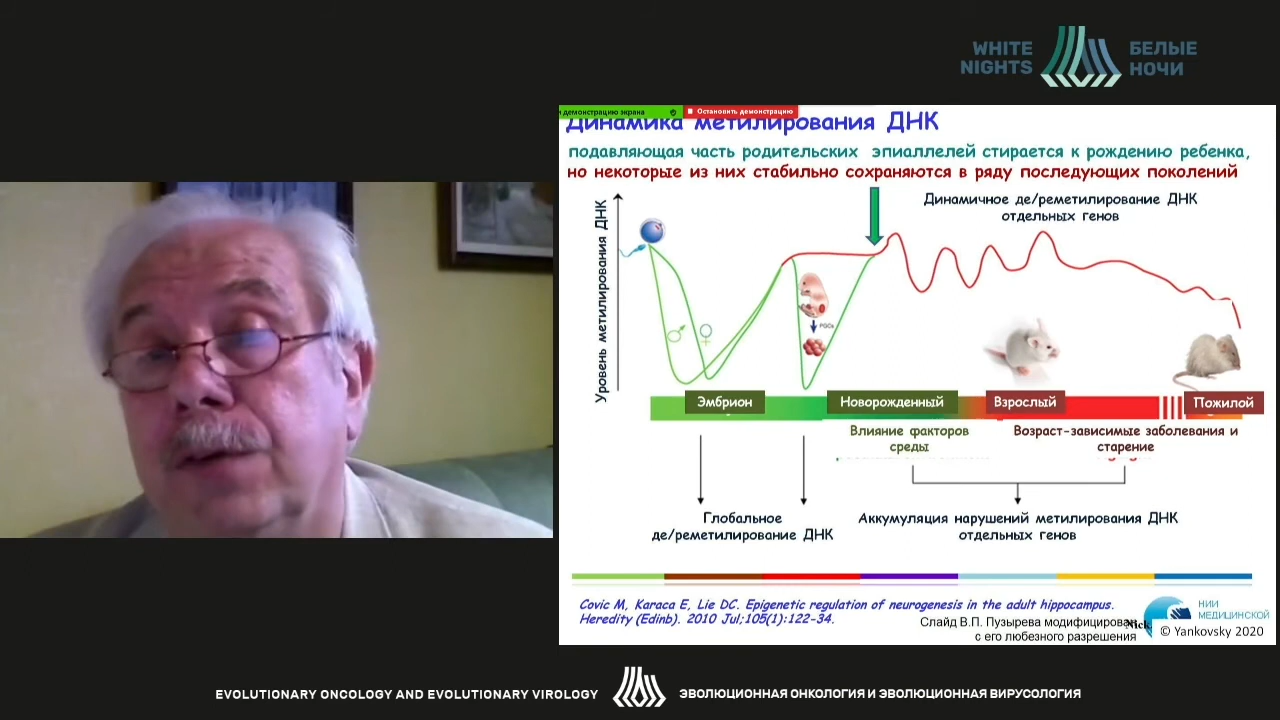 WHITE
NIGHTS
БЕЛЫЕ
НОЧИ
демонстрацию экрана
Остановить демонстрацию
Динамика метилирования ДНК
подавляющая часть родительских эпиаллелей стирается к рождению ребенка,
но некоторые из них стабильно сохраняются в ряду последующих поколений
Уровень метилирования ДНК
Динамичное де/реметилирование ДНК
отдельных генов
♂
♀
PGCs
Эмбрион
Новорожденный
Взрослый
Пожилой
Влияние факторов
среды
Возраст-зависимые заболевания и
старение
Глобальное
де/реметилирование ДНК
Аккумуляция нарушений метилирования ДНК
отдельных генов
Covic M, Karaca E, Lie DC. Epigenetic regulation of neurogenesis in the adult hippocampus.
Heredity (Edinb). 2010 Jul;105(1):122-34.
Слайд В.П. Пузырева модифицирован
с его любезного разрешения
Nick
НИИ
МЕДИЦИНСКОЙ
© Yankovsky 2020
EVOLUTIONARY ONCOLOGY AND EVOLUTIONARY VIROLOGY
ЭВОЛЮЦИОННАЯ ОНКОЛОГИЯ И ЭВОЛЮЦИОННАЯ ВИРУСОЛОГИЯ